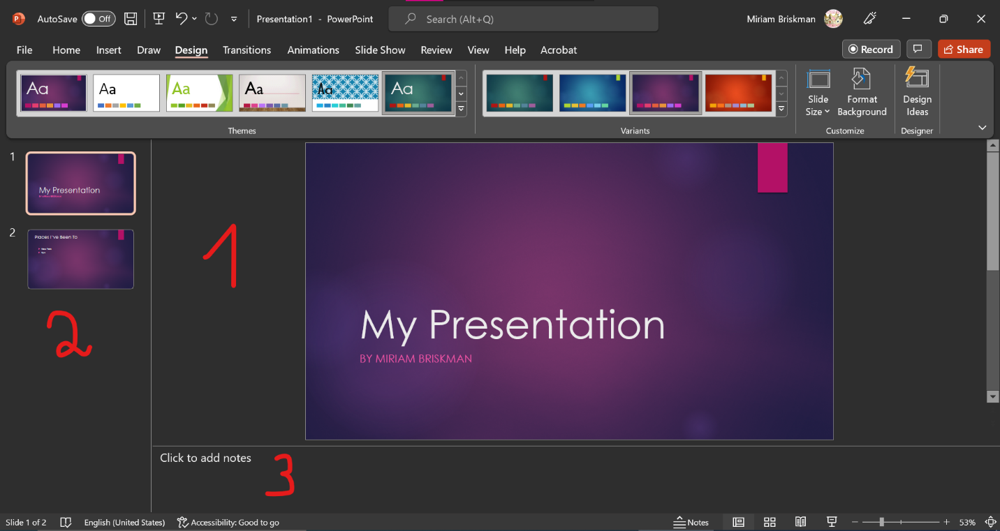 AutoSave Off Presentation1 - PowerPoint Search (Alt+Q) Miriam Briskman
File Home Insert Draw Design Transitions Animations Slide Show Review View Help Acrobat Record Share
Aa Aa Aa Aa Aa Aa
Slide Size
Format Background
Design Ideas
Themes Variants Customize Designer
1
My Presentation
2
Places I've Been To
1
2
My Presentation
BY MIRIAM BRISKMAN
Click to add notes
3
Slide 1 of 2 English (United States) Accessibility: Good to go Notes 53%